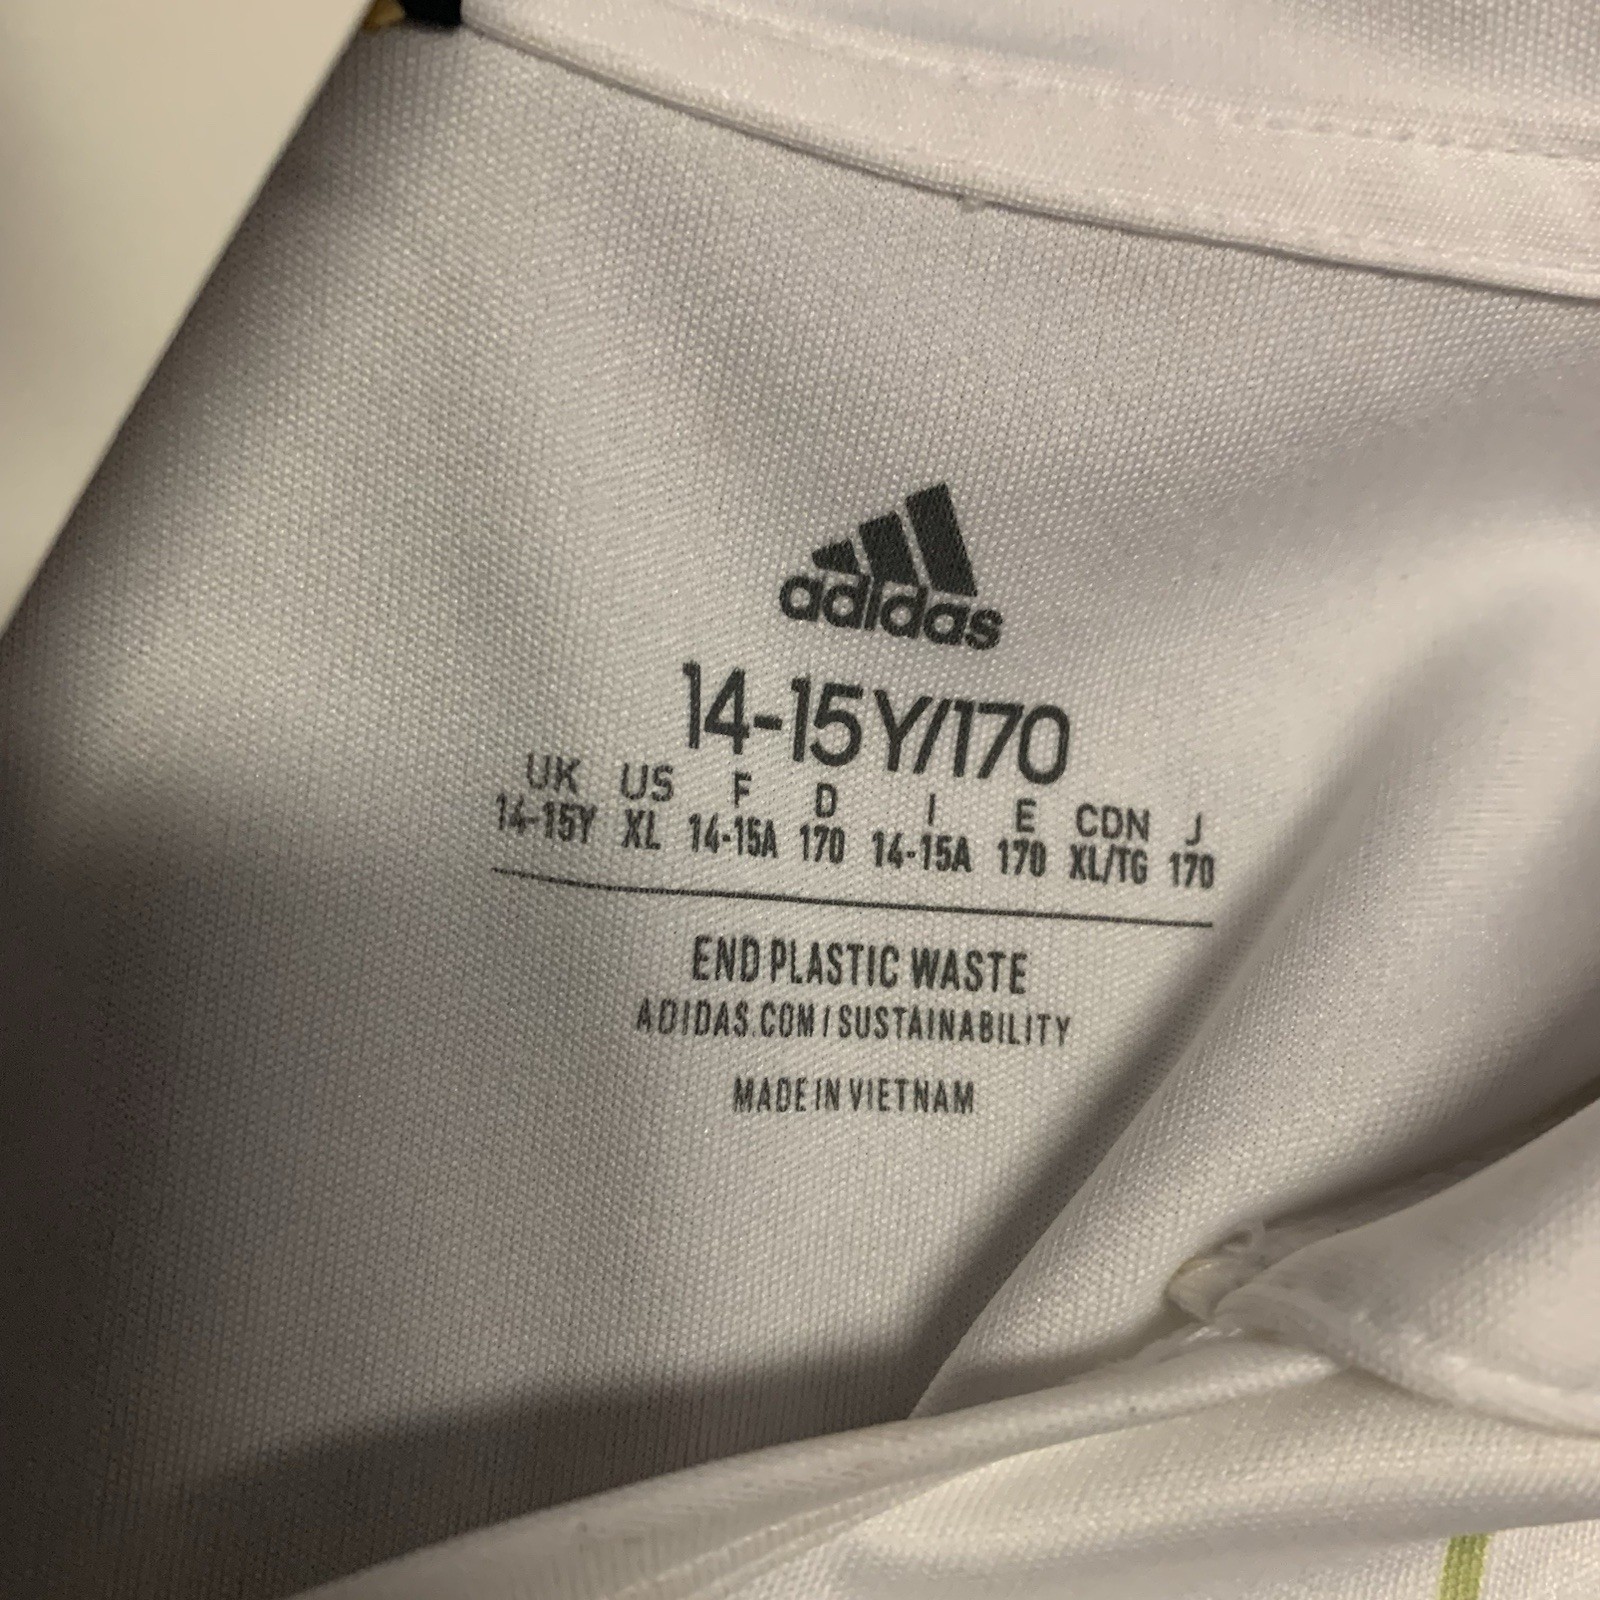 adidas
14-15Y/170
UK US F D I E CDN J
14-15Y XL 14-15A 170 14-15A 170 XL/TG 170
END PLASTIC WASTE
ADIDAS.COM/SUSTAINABILITY
MADE IN VIETNAM